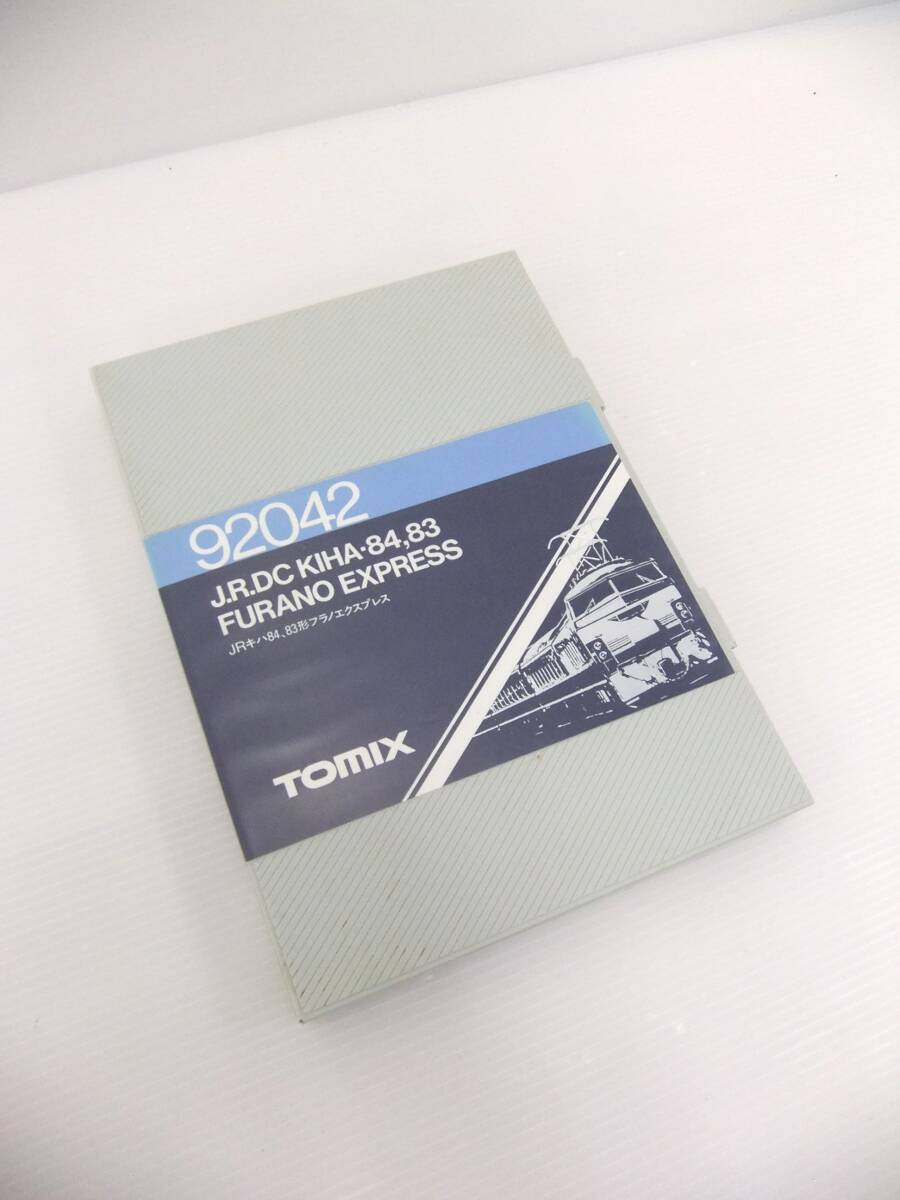 92042
J.R.DC KIHA・84,83
FURANO EXPRESS
JRキハ84、83形フラノエクスプレス
TOMIX